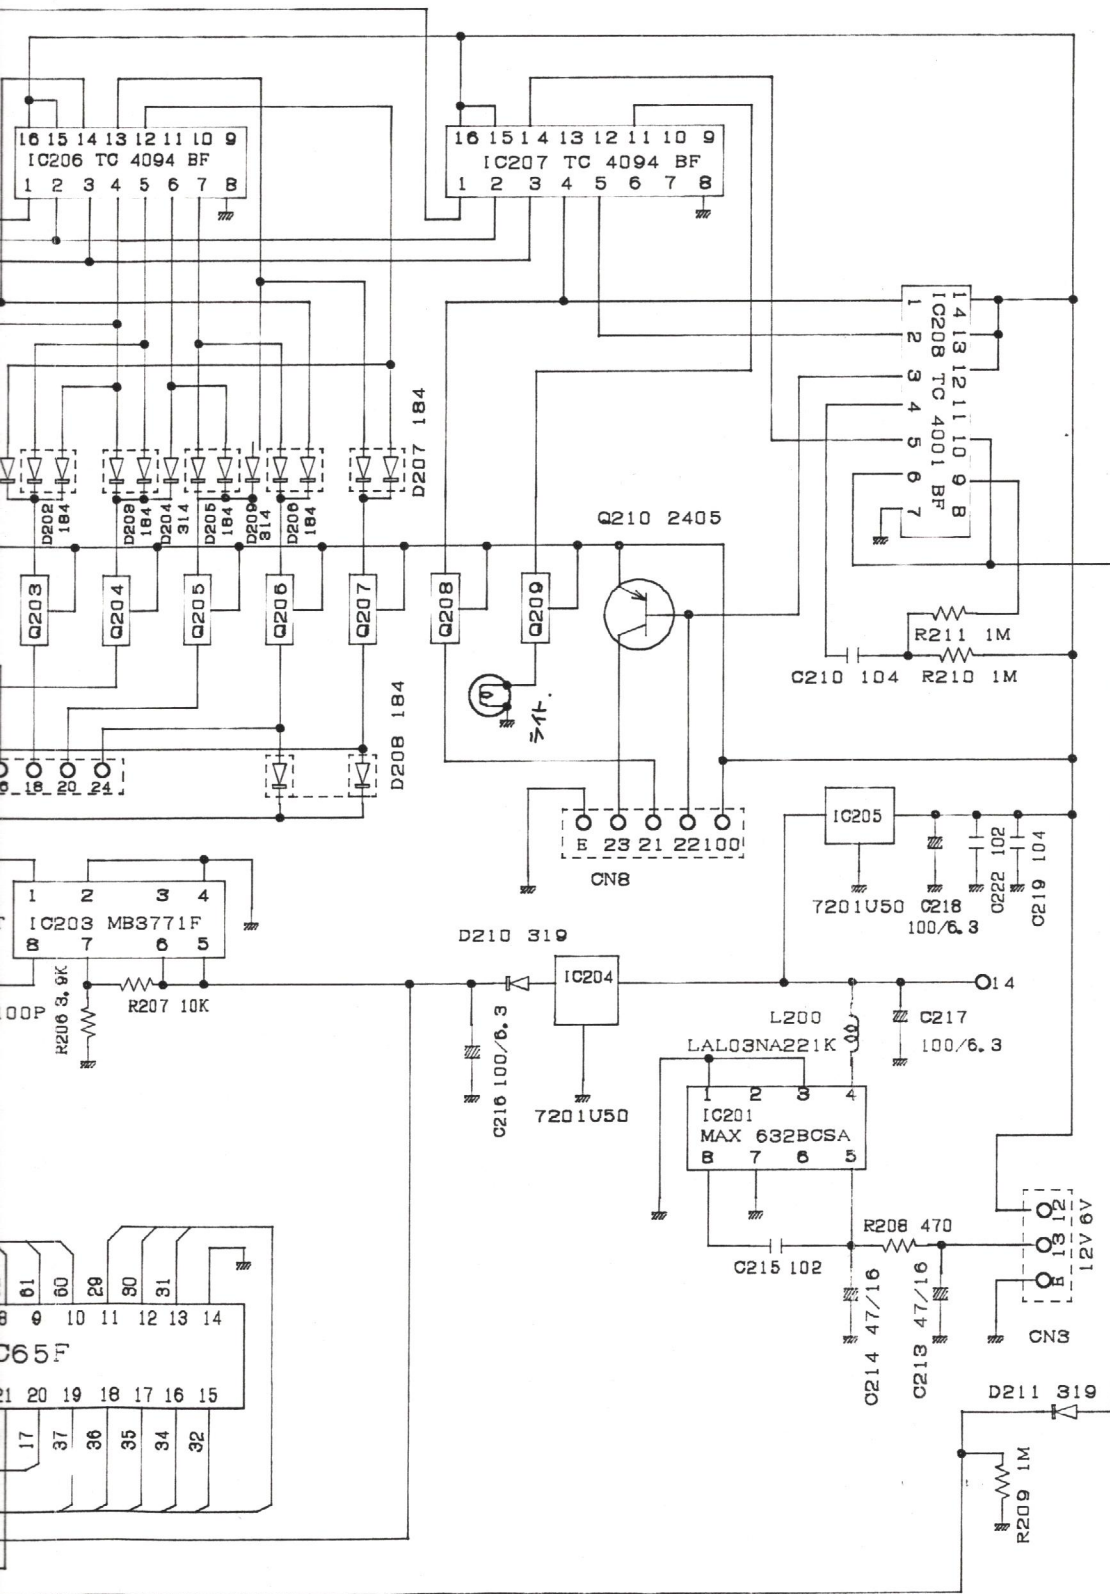 16 15 14 13 12 11 10 9
IC206 TC 4094 BF
1 2 3 4 5 6 7 8
16 15 14 13 12 11 10 9
IC207 TC 4094 BF
1 2 3 4 5 6 7 8
1 2 3 4 5 6 7
IC208 TC 4001 BF
14 13 12 11 10 9 8
D202 184
D203 184
D204 314
D205 184
D209 314
D206 184
D207 184
Q210 2405
Q203
Q204
Q205
Q206
Q207
Q208
Q209
R211 1M
C210 104
R210 1M
ライト.
D208 184
18 20 24
E 23 21 22 100
CN8
IC205
7201U50
C218
100/6.3
C222 102
C219 104
1 2 3 4
IC203 MB3771F
8 7 6 5
100P
R206 3.9K
R207 10K
D210 319
IC204
7201U50
C216 100/6.3
14
L200
LAL03NA221K
C217
100/6.3
1 2 3 4
IC201
MAX 632BCSA
8 7 6 5
R208 470
C215 102
C214 47/16
C213 47/16
12 13 E
12V 6V
CN3
61 60 29 30 31
8 9 10 11 12 13 14
C65F
21 20 19 18 17 16 15
17 37 36 35 34 32
D211 319
R209 1M